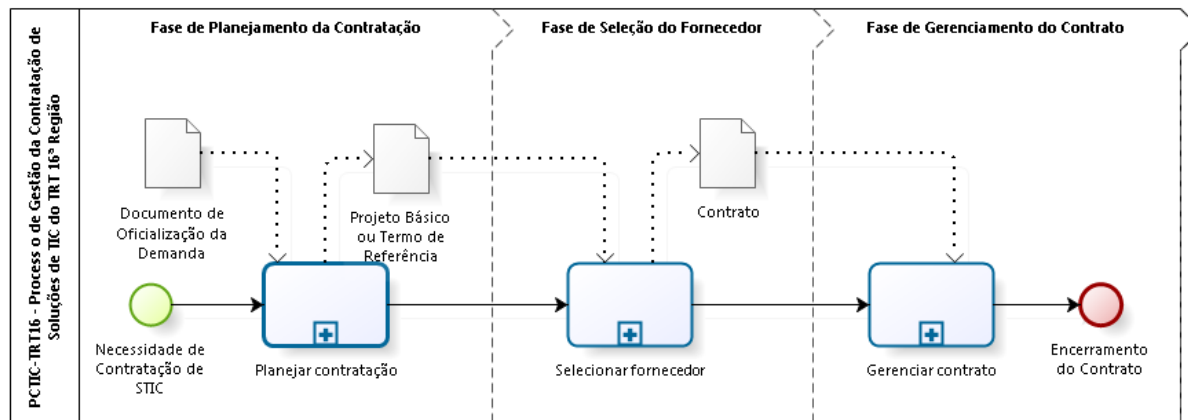 PCTIC-TRT16 - Process o de Gestão da Contratação de
Soluções de TIC do TRT 16ª Região
Fase de Planejamento da Contratação
Fase de Seleção do Fornecedor
Fase de Gerenciamento do Contrato
Documento de
Oficialização da
Demanda
Projeto Básico
ou Termo de
Referência
Contrato
Necessidade de
Contratação de
STIC
Planejar contratação
Selecionar fornecedor
Gerenciar contrato
Encerramento
do Contrato